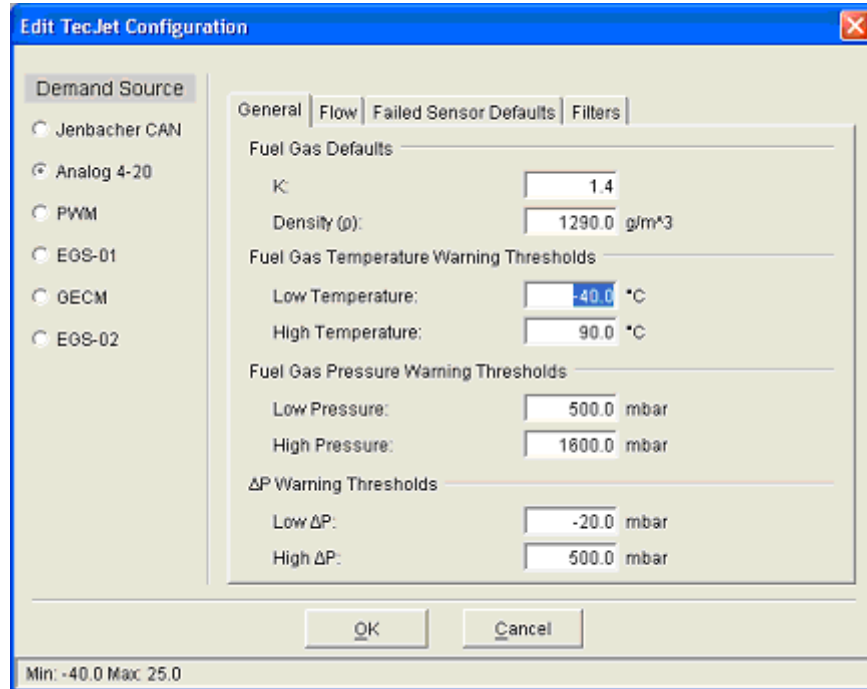 Edit TecJet Configuration
Demand Source
Jenbacher CAN
Analog 4-20
PWM
EGS-01
GECM
EGS-02
General Flow Failed Sensor Defaults Filters
Fuel Gas Defaults
K: 1.4
Density (ρ): 1290.0 g/m^3
Fuel Gas Temperature Warning Thresholds
Low Temperature: -40.0 °C
High Temperature: 90.0 °C
Fuel Gas Pressure Warning Thresholds
Low Pressure: 500.0 mbar
High Pressure: 1600.0 mbar
ΔP Warning Thresholds
Low ΔP: -20.0 mbar
High ΔP: 500.0 mbar
OK Cancel
Min: -40.0 Max: 25.0